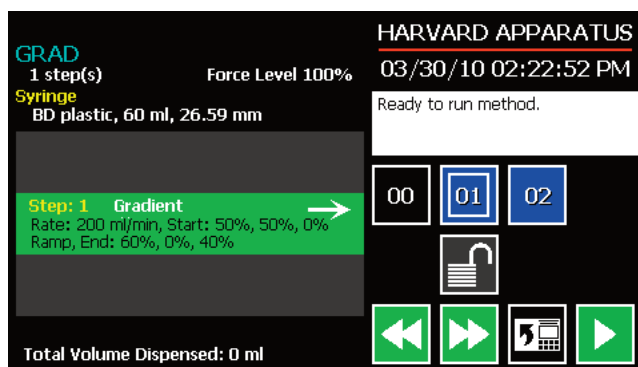 GRAD
1 step(s) Force Level 100%
Syringe
BD plastic, 60 ml, 26.59 mm
Step: 1 Gradient
Rate: 200 ml/min, Start: 50%, 50%, 0%
Ramp, End: 60%, 0%, 40%
Total Volume Dispensed: 0 ml
HARVARD APPARATUS
03/30/10 02:22:52 PM
Ready to run method.
00 01 02